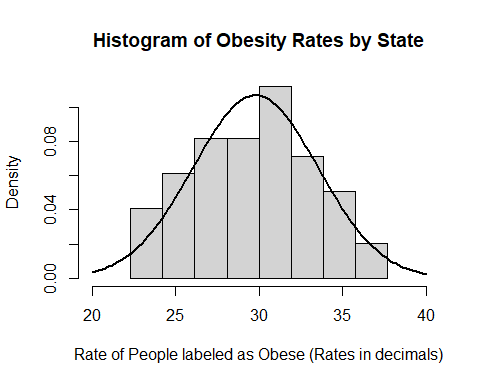 Histogram of Obesity Rates by State
Density
0.08
0.04
0.00
20 25 30 35 40
Rate of People labeled as Obese (Rates in decimals)